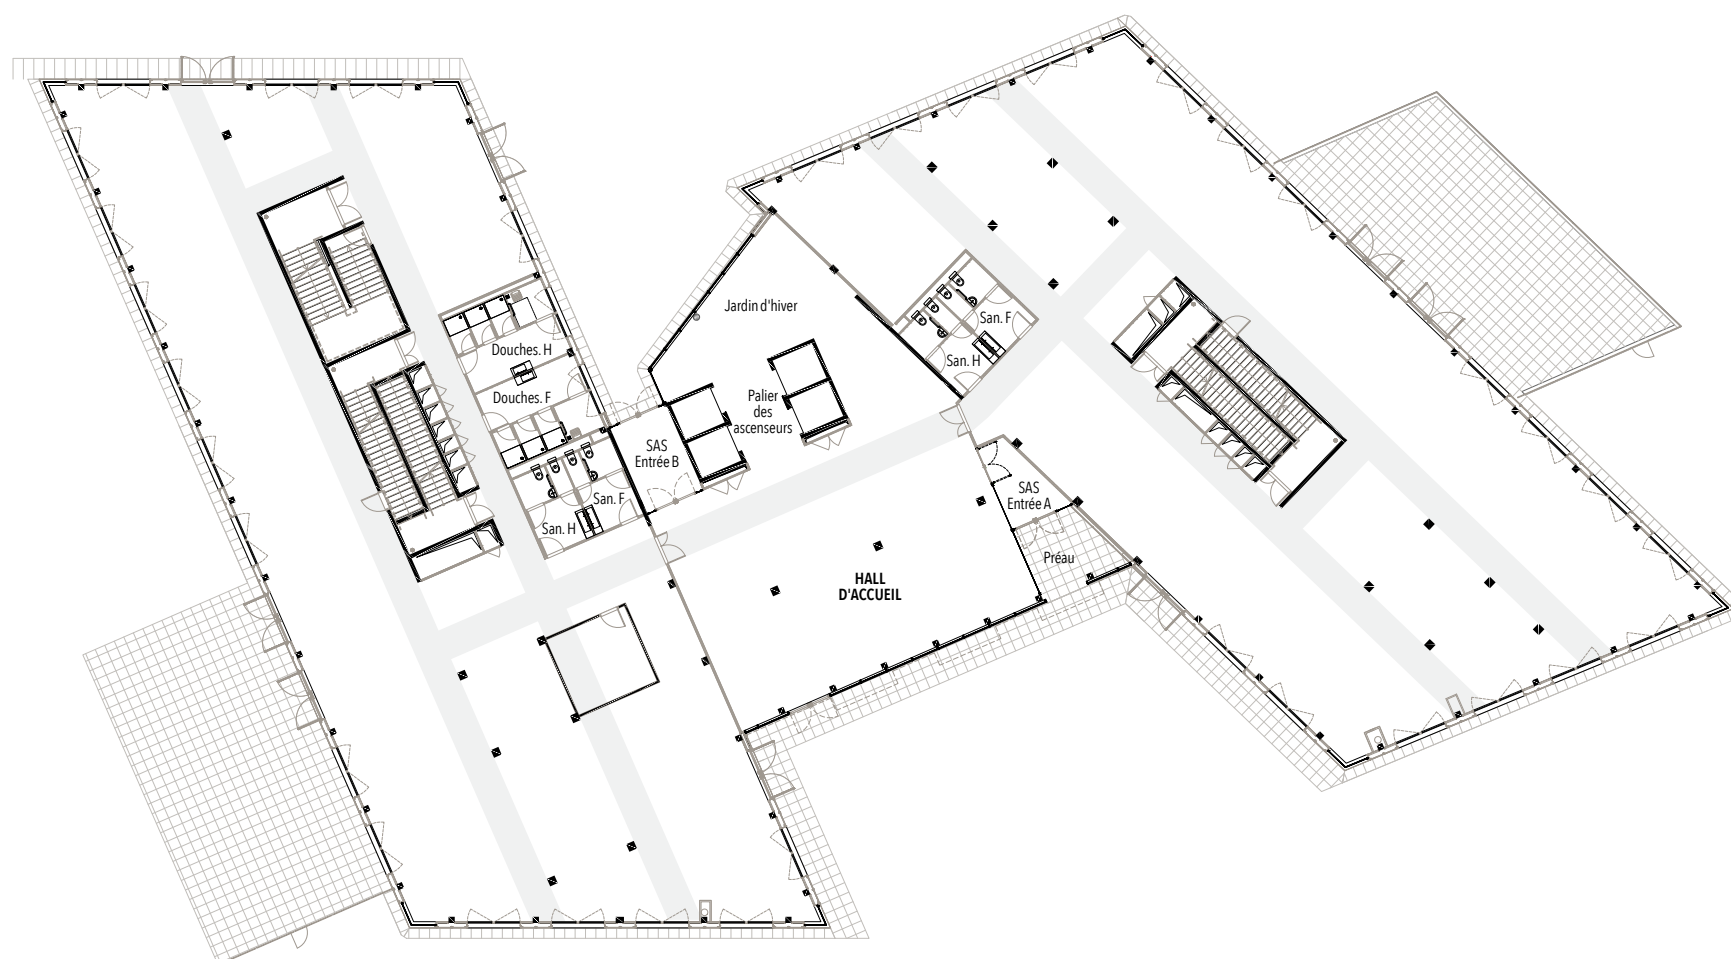 Jardin d'hiver
San. F
San. H
Douches. H
Douches. F
Palier
des
ascenseurs
SAS
Entrée B
San. F
San. H
SAS
Entrée A
Préau
HALL
D'ACCUEIL